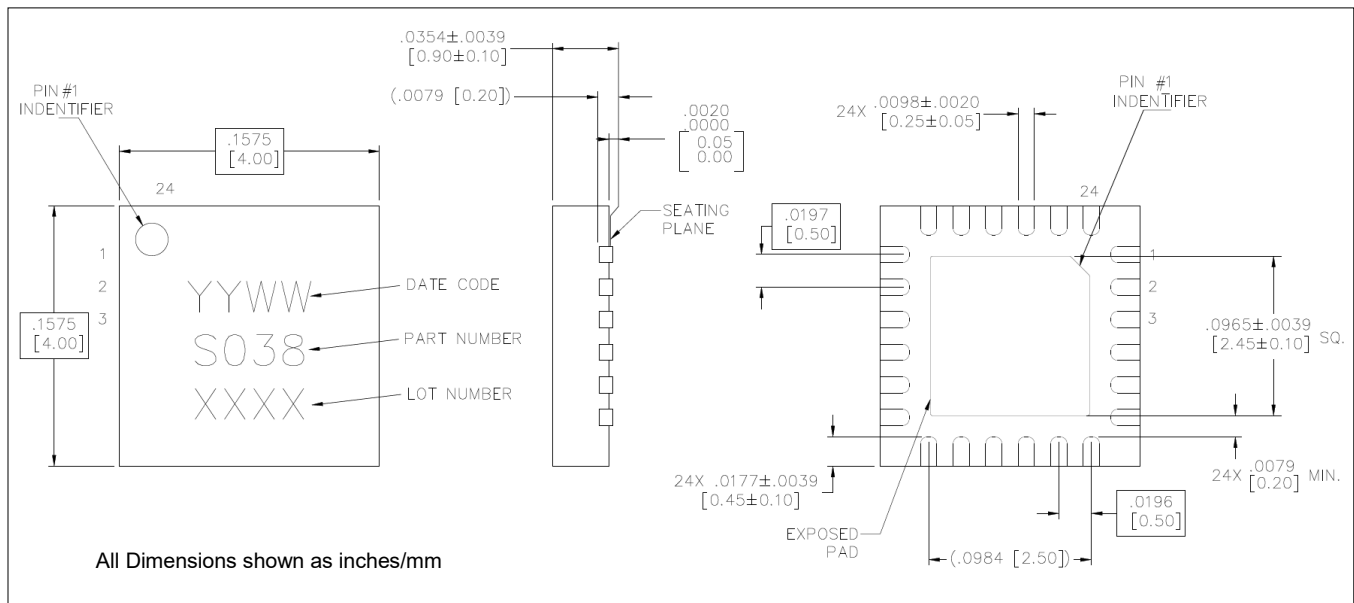 .0354±.0039
[0.90±0.10]
PIN #1
INDENTIFIER
(.0079 [0.20])
.1575
[4.00]
24
.0020
.0000
0.05
0.00
24X .0098±.0020
[0.25±0.05]
PIN #1
INDENTIFIER
24
SEATING
PLANE
.0197
[0.50]
1
2
3
YYWW
DATE CODE
.1575
[4.00]
S038
PART NUMBER
XXXX
LOT NUMBER
1
2
3
.0965±.0039
[2.45±0.10] SQ.
24X .0177±.0039
[0.45±0.10]
24X .0079
[0.20] MIN.
.0196
[0.50]
EXPOSED
PAD
(.0984 [2.50])
All Dimensions shown as inches/mm